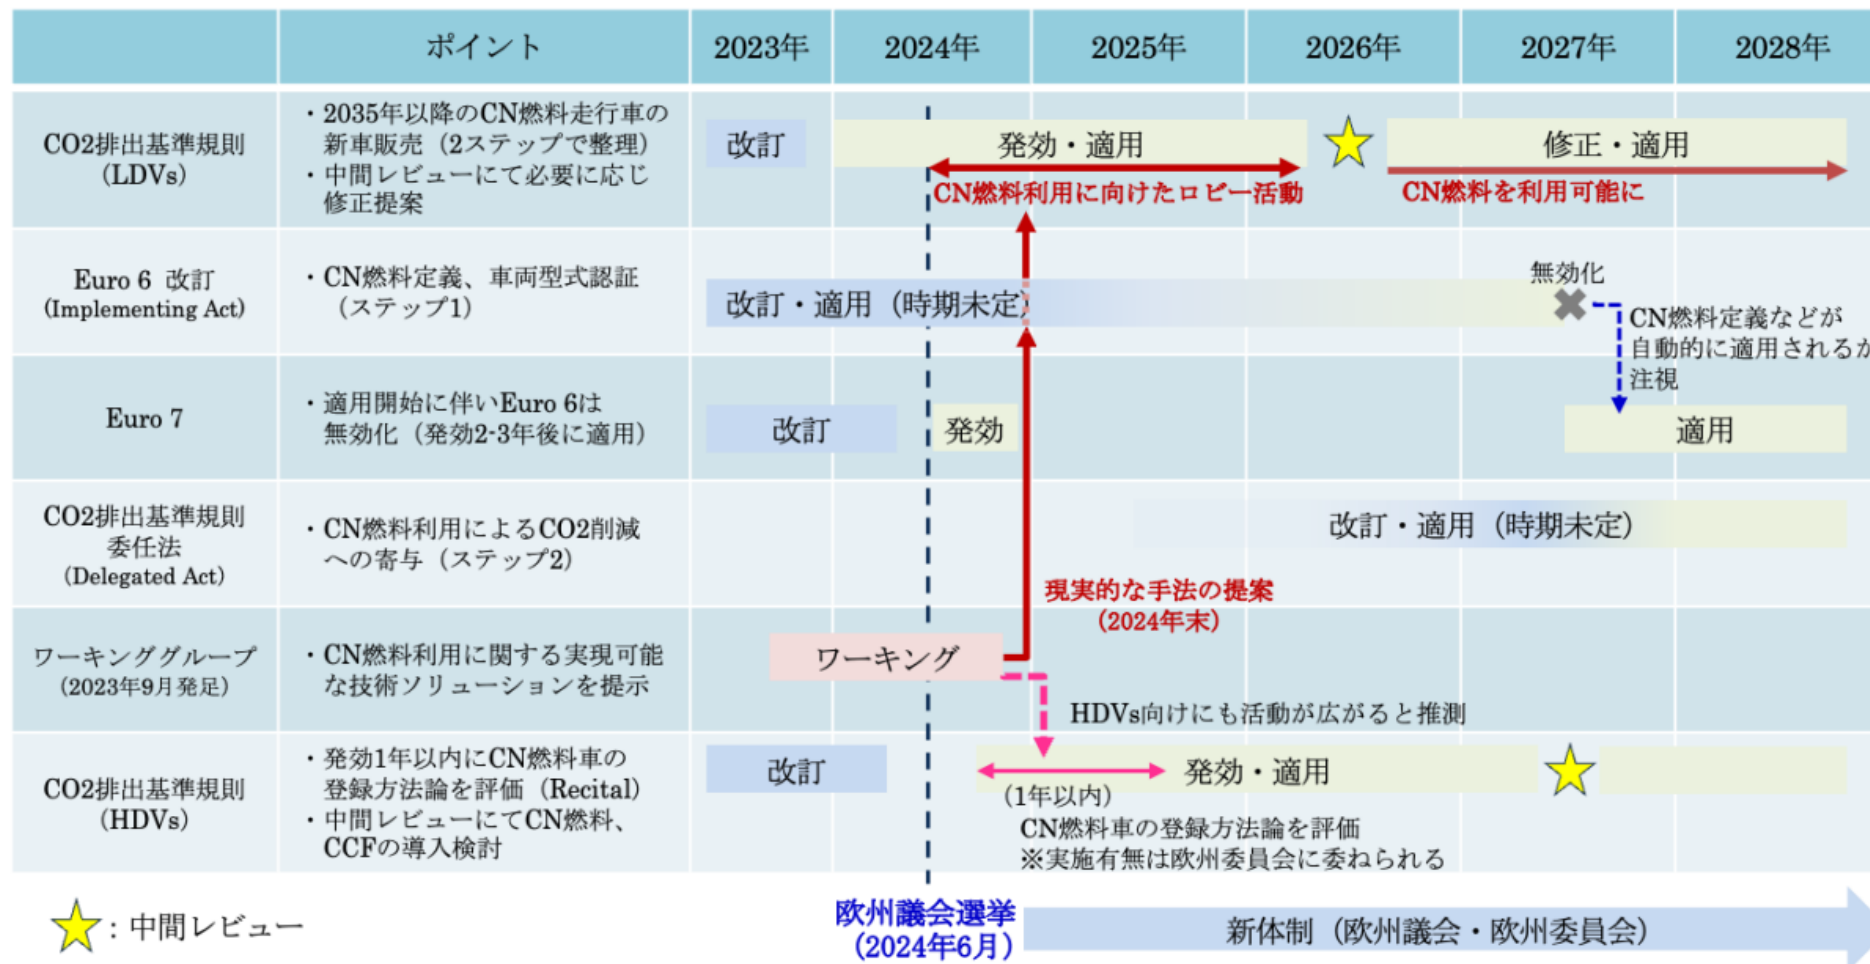 ポイント 2023年 2024年 2025年 2026年 2027年 2028年
CO2排出基準規則
(LDVs)
・2035年以降のCN燃料走行車の
新車販売（2ステップで整理）
・中間レビューにて必要に応じ
修正提案
改訂
発効・適用
修正・適用
CN燃料利用に向けたロビー活動
CN燃料を利用可能に
Euro 6 改訂
(Implementing Act)
・CN燃料定義、車両型式認証
（ステップ1）
改訂・適用（時期未定）
無効化
CN燃料定義などが
自動的に適用されるか
注視
Euro 7
・適用開始に伴いEuro 6は
無効化（発効2-3年後に適用）
改訂
発効
適用
CO2排出基準規則
委任法
(Delegated Act)
・CN燃料利用によるCO2削減
への寄与（ステップ2）
改訂・適用（時期未定）
現実的な手法の提案
（2024年末）
ワーキンググループ
（2023年9月発足）
・CN燃料利用に関する実現可能
な技術ソリューションを提示
ワーキング
HDVs向けにも活動が広がると推測
CO2排出基準規則
(HDVs)
・発効1年以内にCN燃料車の
登録方法論を評価（Recital）
・中間レビューにてCN燃料、
CCFの導入検討
改訂
発効・適用
（1年以内）
CN燃料車の登録方法論を評価
※実施有無は欧州委員会に委ねられる
：中間レビュー
欧州議会選挙
（2024年6月）
新体制（欧州議会・欧州委員会）